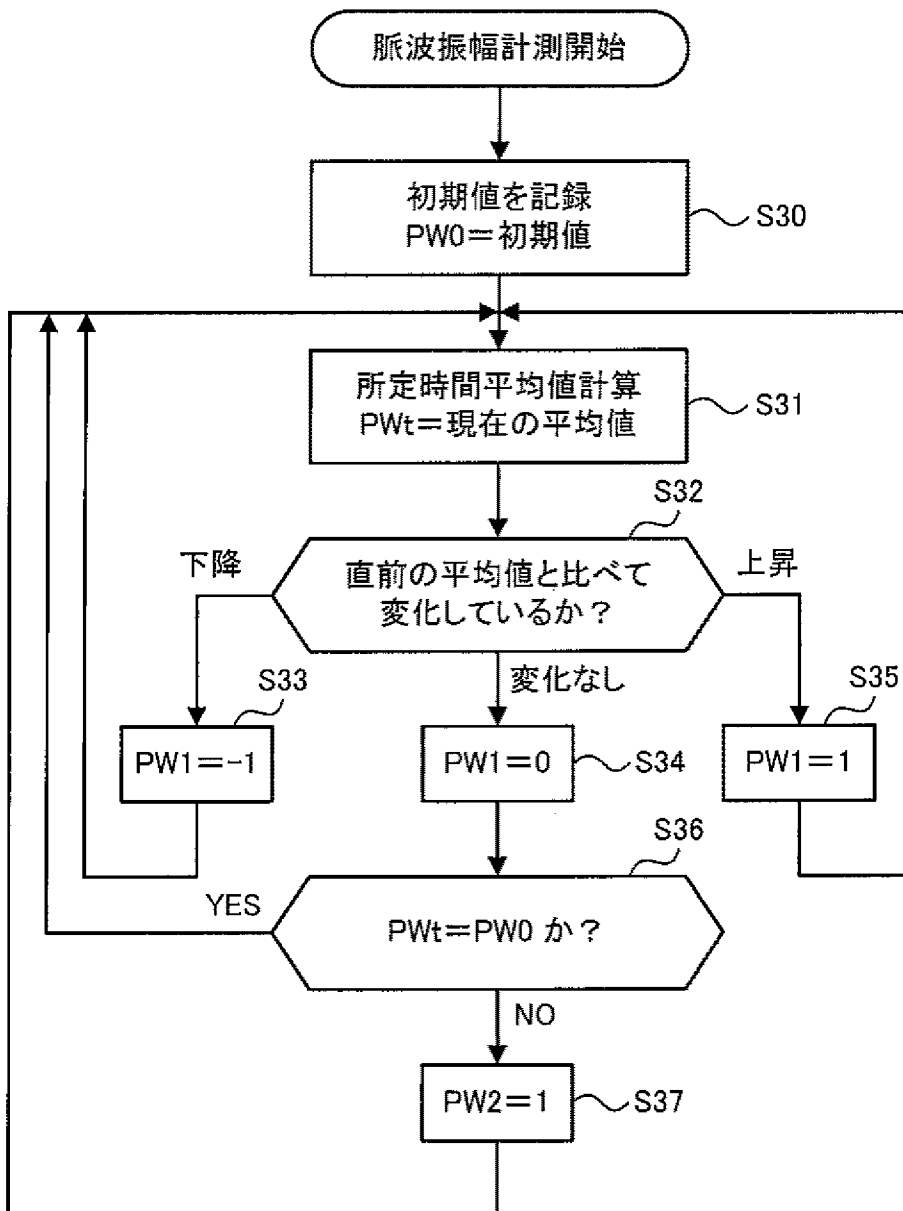 脈波振幅計測開始
初期値を記録
PW0＝初期値
S30
所定時間平均値計算
PWt＝現在の平均値
S31
S32
下降
直前の平均値と比べて
変化しているか？
上昇
変化なし
S33
PW1＝-1
PW1＝0
S34
S35
PW1＝1
S36
YES
PWt＝PW0 か？
NO
PW2＝1
S37